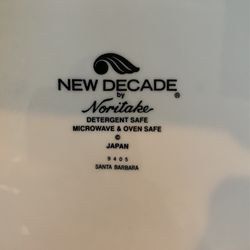 NEW DECADE ®
by
Noritake
DETERGENT SAFE
MICROWAVE & OVEN SAFE
©
JAPAN
9405
SANTA BARBARA